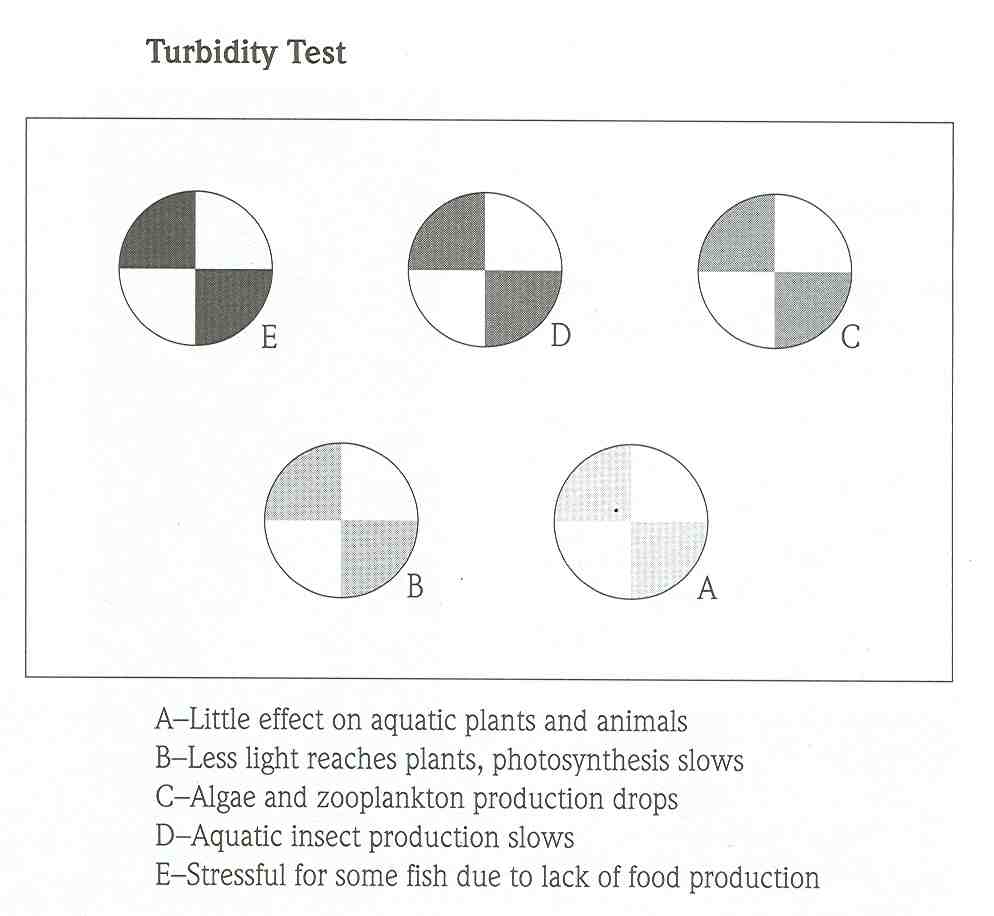 Turbidity Test
E
D
C
B
A
A–Little effect on aquatic plants and animals
B–Less light reaches plants, photosynthesis slows
C–Algae and zooplankton production drops
D–Aquatic insect production slows
E–Stressful for some fish due to lack of food production